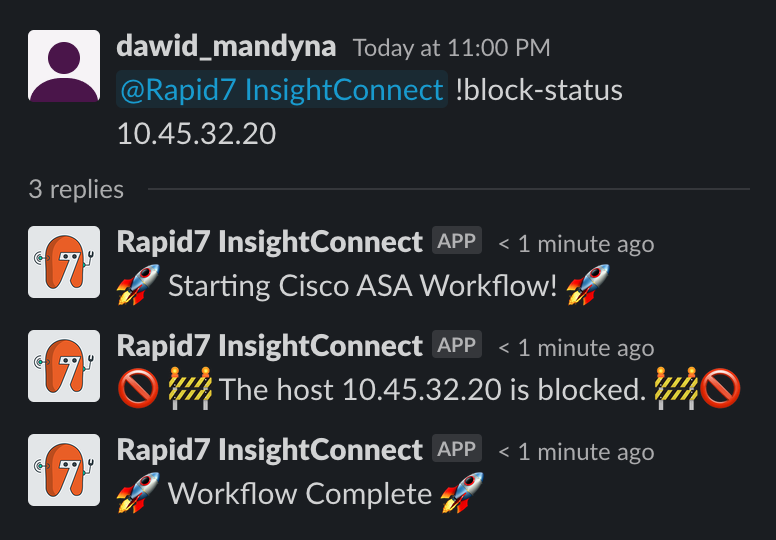 dawid_mandyna Today at 11:00 PM
@Rapid7 InsightConnect !block-status
10.45.32.20
3 replies
Rapid7 InsightConnect APP < 1 minute ago
🚀 Starting Cisco ASA Workflow! 🚀
Rapid7 InsightConnect APP < 1 minute ago
🚫 🚧 The host 10.45.32.20 is blocked. 🚧🚫
Rapid7 InsightConnect APP < 1 minute ago
🚀 Workflow Complete 🚀